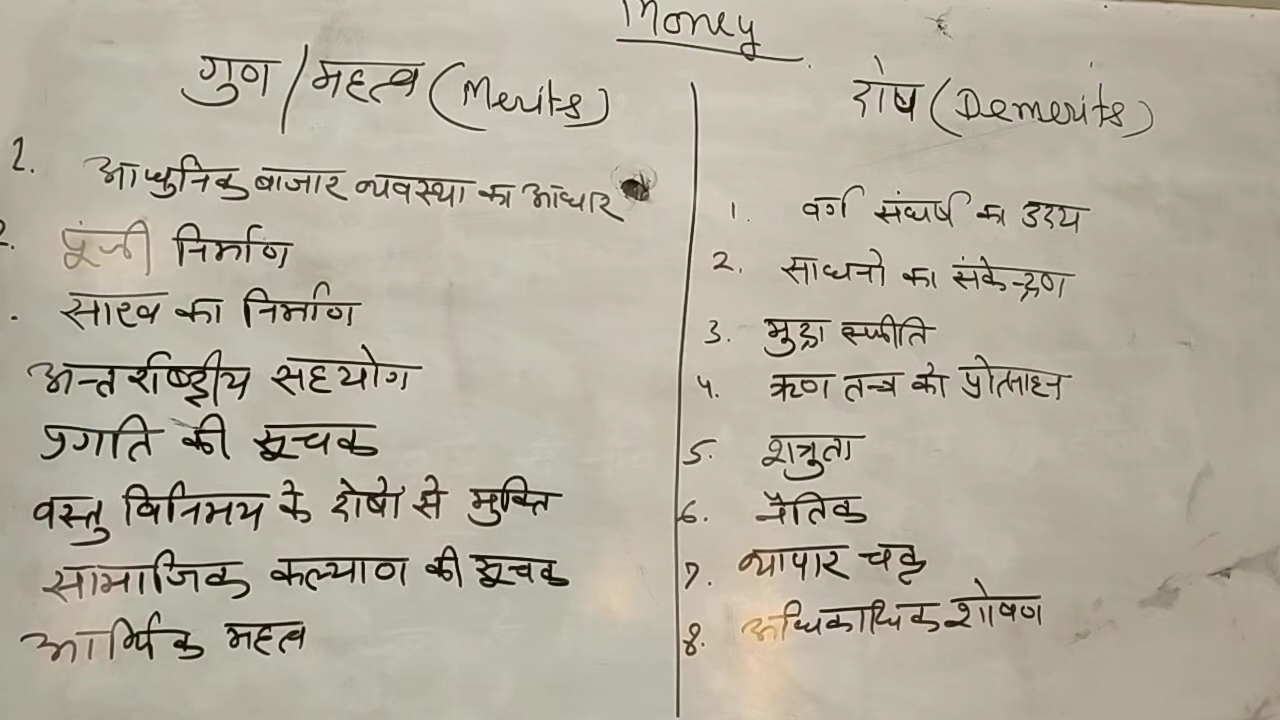 Money
गुण/महत्व (Merits)
1. आधुनिक बाजार व्यवस्था का आधार
2. पूंजी निर्माण
. साख का निर्माण
अन्तर्राष्ट्रीय सहयोग
प्रगति की सूचक
वस्तु विनिमय के दोषों से मुक्ति
सामाजिक कल्याण की सूचक
आर्थिक महत्व
दोष (Demerits)
1. वर्ग संघर्ष का उदय
2. साधनो का संकेन्द्रण
3. मुद्रा स्फीति
4. ऋण तन्त्र को प्रोत्साहन
5. शत्रुता
6. नैतिक
7. व्यापार चक्र
8. अधिकाधिक शोषण